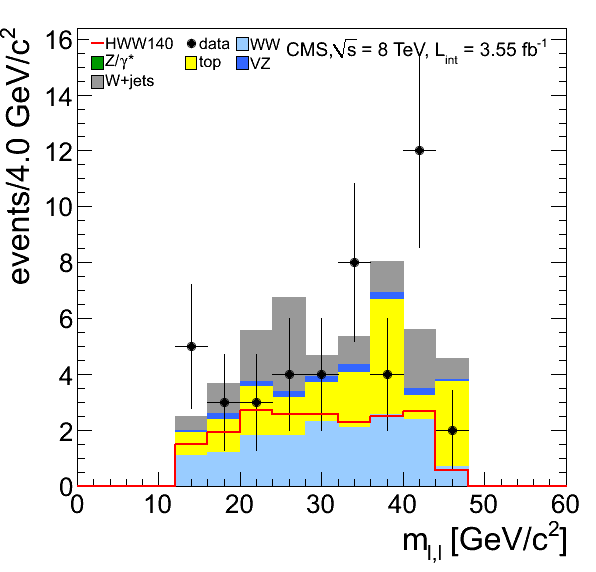 HWW140 data WW CMS,√s = 8 TeV, L_int = 3.55 fb⁻¹
Z/γ* top VZ
W+jets
events/4.0 GeV/c²
16
14
12
10
8
6
4
2
0
0 10 20 30 40 50 60
m_l,l [GeV/c²]